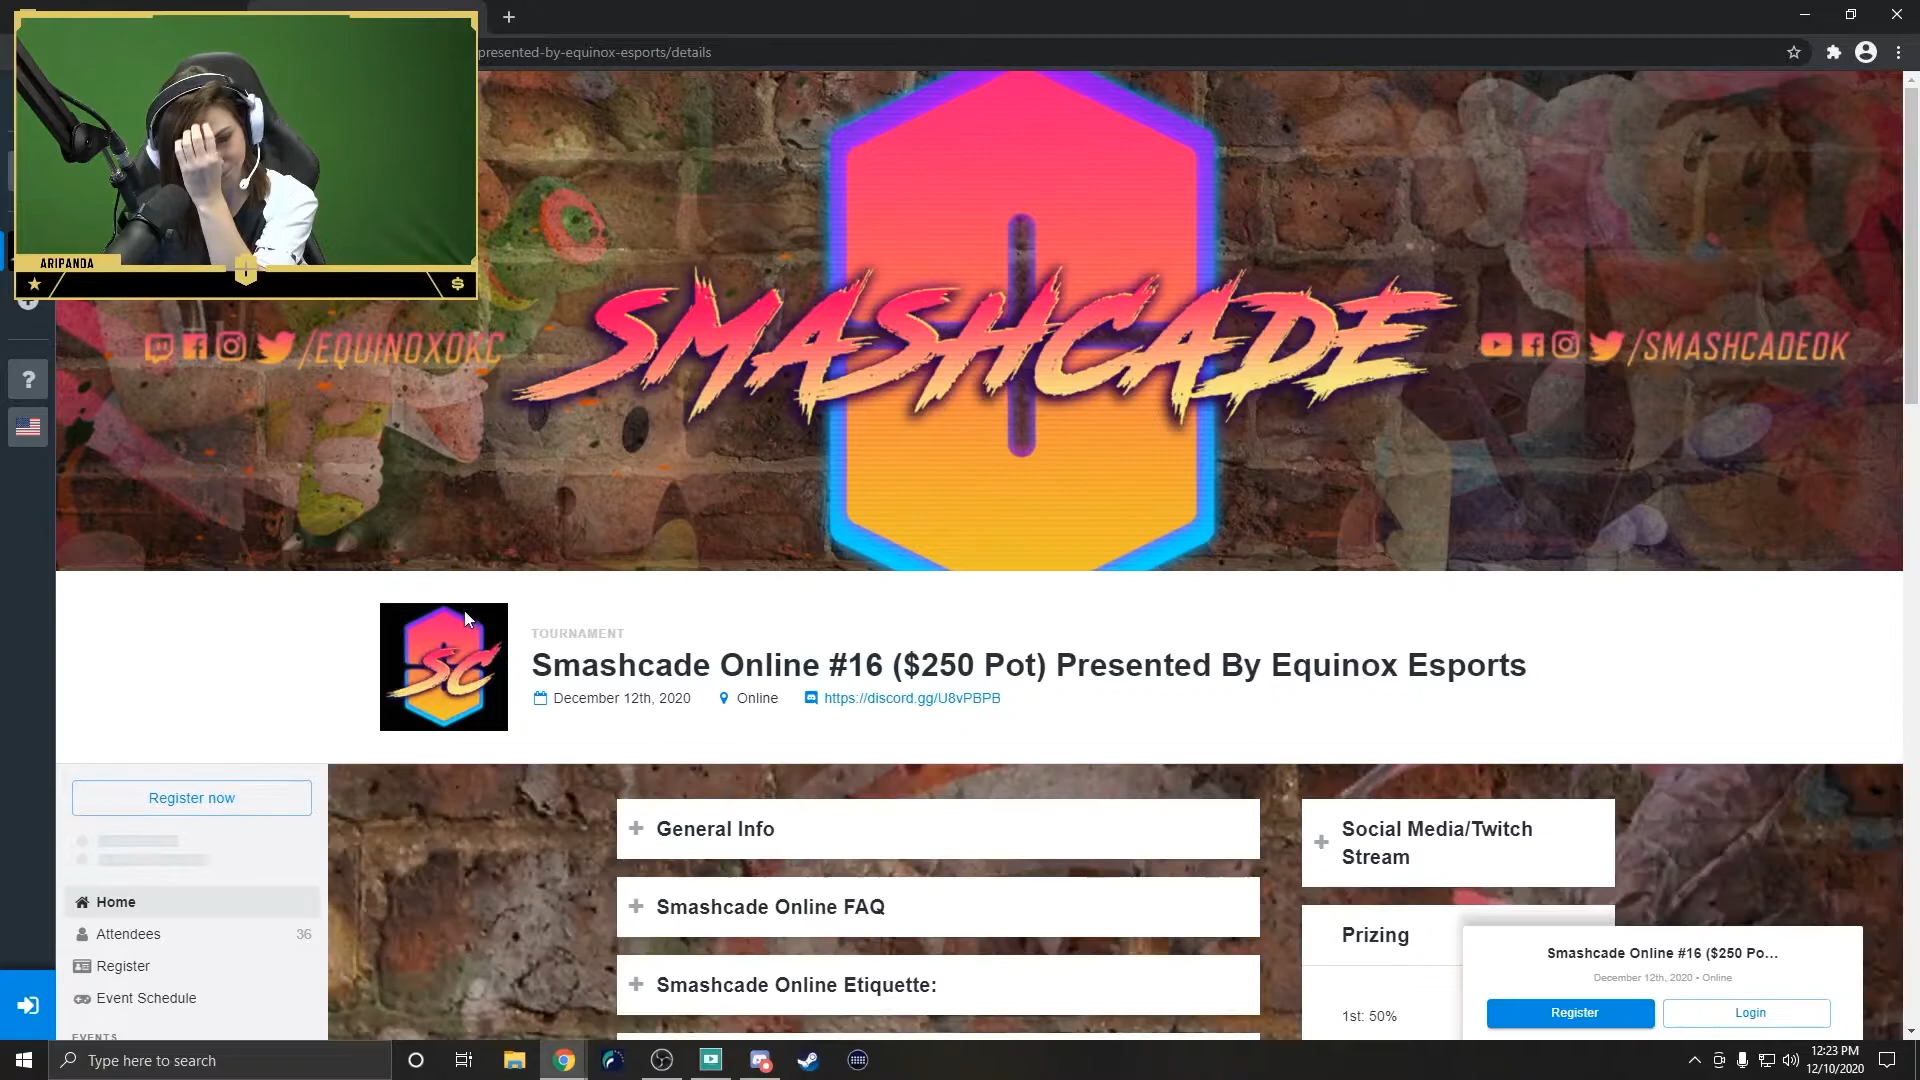 presented-by-equinox-esports/details
ARIPANDA
/EQUINOXOKC
SMASHCADE
/SMASHCADEOK
SC
TOURNAMENT
Smashcade Online #16 ($250 Pot) Presented By Equinox Esports
December 12th, 2020 Online https://discord.gg/U8vPBPB
Register now
Home
Attendees 36
Register
Event Schedule
EVENTS
General Info
Smashcade Online FAQ
Smashcade Online Etiquette:
Social Media/Twitch
Stream
Prizing
1st: 50%
Smashcade Online #16 ($250 Po...
December 12th, 2020 • Online
Register Login
Type here to search
12:23 PM
12/10/2020